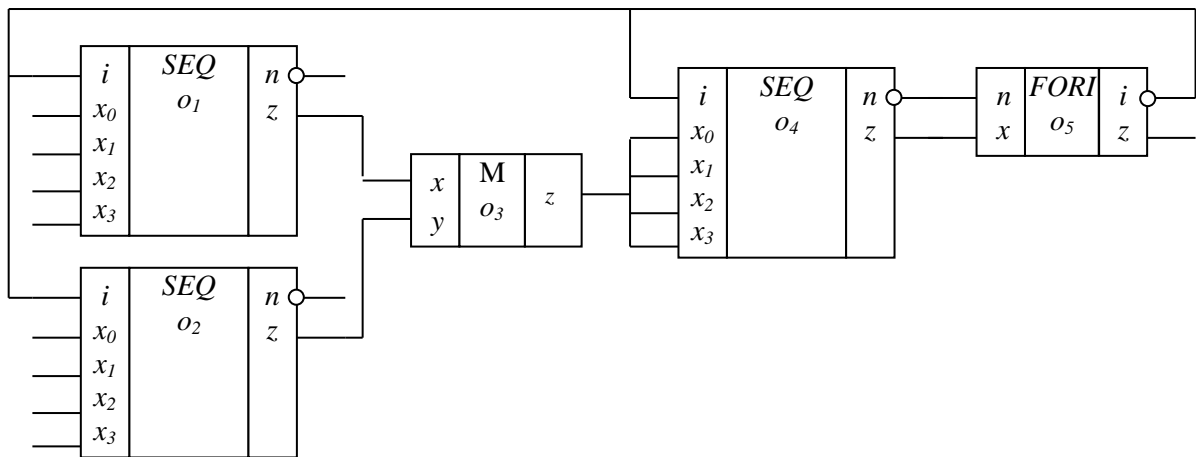 i SEQ n
x₀ o₁ z
x₁
x₂
x₃
i SEQ n
x₀ o₂ z
x₁
x₂
x₃
x M z
y o₃
i SEQ n
x₀ o₄ z
x₁
x₂
x₃
n FORI i
x o₅ z